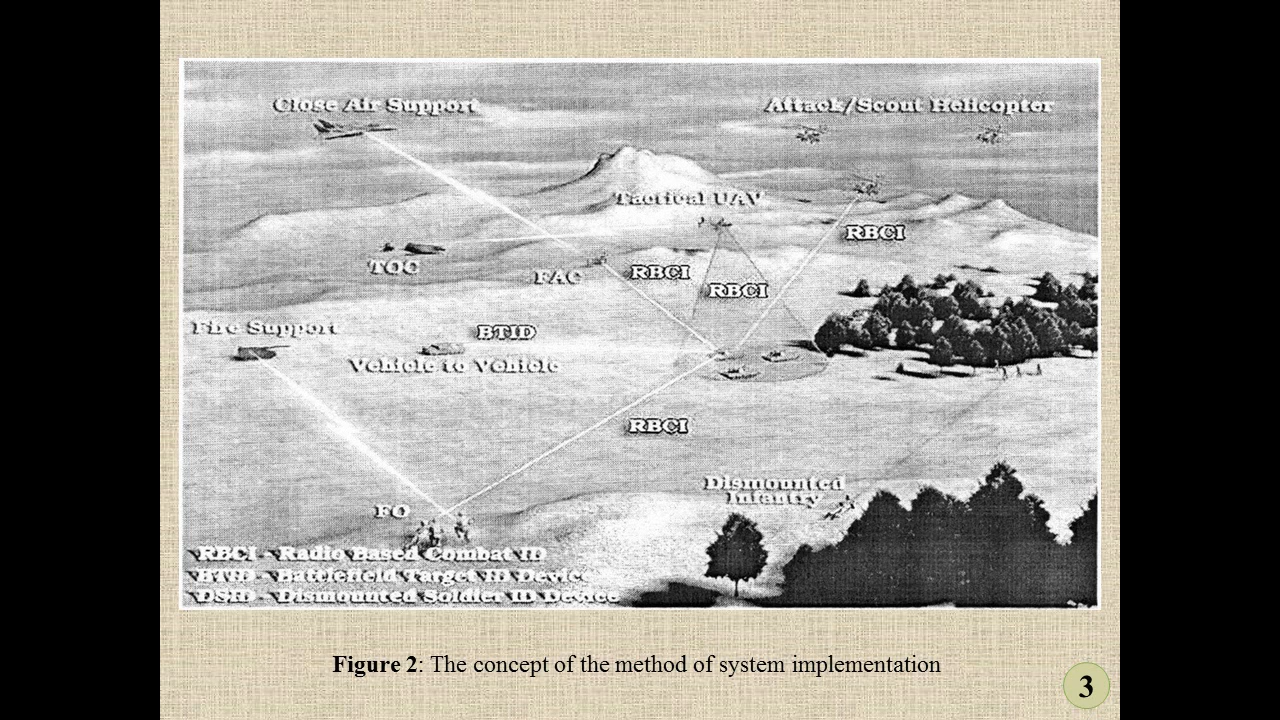 Close Air Support
Attack/Scout Helicopter
Tactical UAV
RBCI
TOC
FAC
RBCI
RBCI
Fire Support
BTID
Vehicle to Vehicle
RBCI
Dismounted
Infantry
FO
RBCI - Radio Based Combat ID
BTID - Battlefield Target ID Device
DSID - Dismounted Soldier ID Device
Figure 2: The concept of the method of system implementation
3